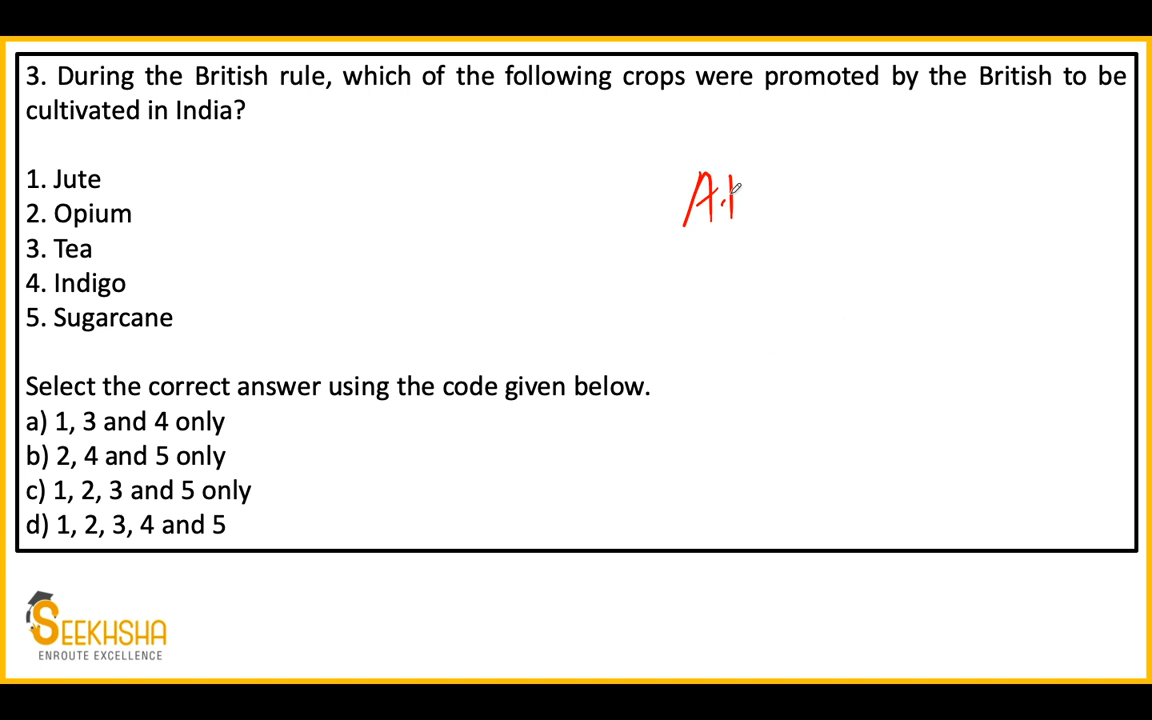 3. During the British rule, which of the following crops were promoted by the British to be
cultivated in India?
1. Jute
2. Opium
3. Tea
4. Indigo
5. Sugarcane
Select the correct answer using the code given below.
a) 1, 3 and 4 only
b) 2, 4 and 5 only
c) 1, 2, 3 and 5 only
d) 1, 2, 3, 4 and 5
SEEKHSHA
ENROUTE EXCELLENCE